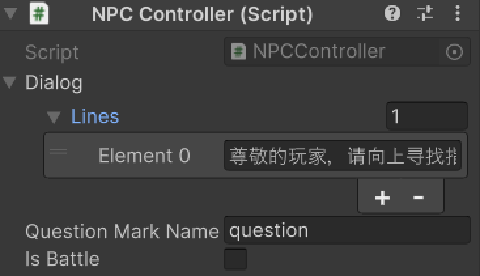 NPC Controller (Script)
Script NPCController
Dialog
Lines 1
Element 0 尊敬的玩家，请向上寻找
Question Mark Name question
Is Battle